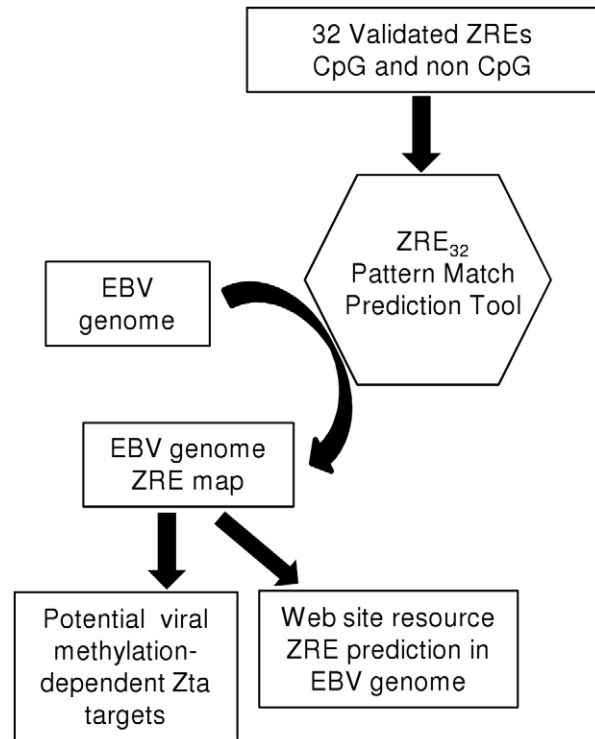 32 Validated ZREs
CpG and non CpG
ZRE₃₂
Pattern Match
Prediction Tool
EBV
genome
EBV genome
ZRE map
Potential viral
methylation-
dependent Zta
targets
Web site resource
ZRE prediction in
EBV genome